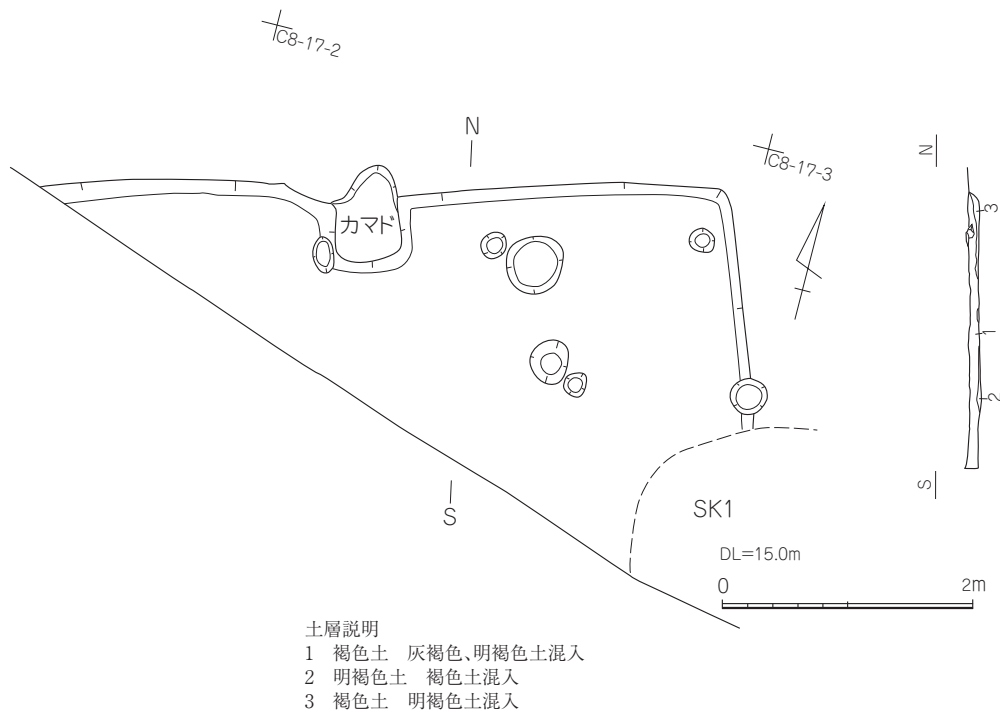 C8-17-2
N
C8-17-3
N
カマド
3
1
2
S
S
SK1
DL=15.0m
0 2m
土層説明
1 褐色土 灰褐色、明褐色土混入
2 明褐色土 褐色土混入
3 褐色土 明褐色土混入